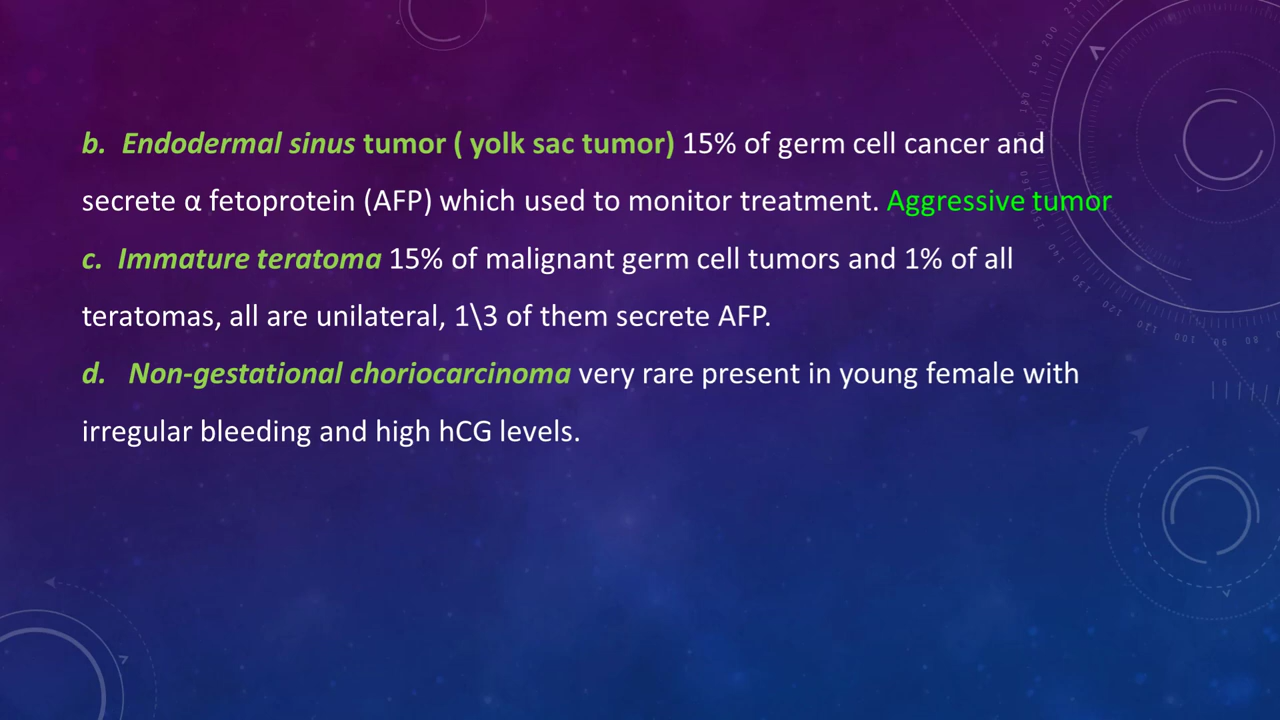 b. Endodermal sinus tumor ( yolk sac tumor) 15% of germ cell cancer and
secrete α fetoprotein (AFP) which used to monitor treatment. Aggressive tumor
c. Immature teratoma 15% of malignant germ cell tumors and 1% of all
teratomas, all are unilateral, 1\3 of them secrete AFP.
d. Non-gestational choriocarcinoma very rare present in young female with
irregular bleeding and high hCG levels.